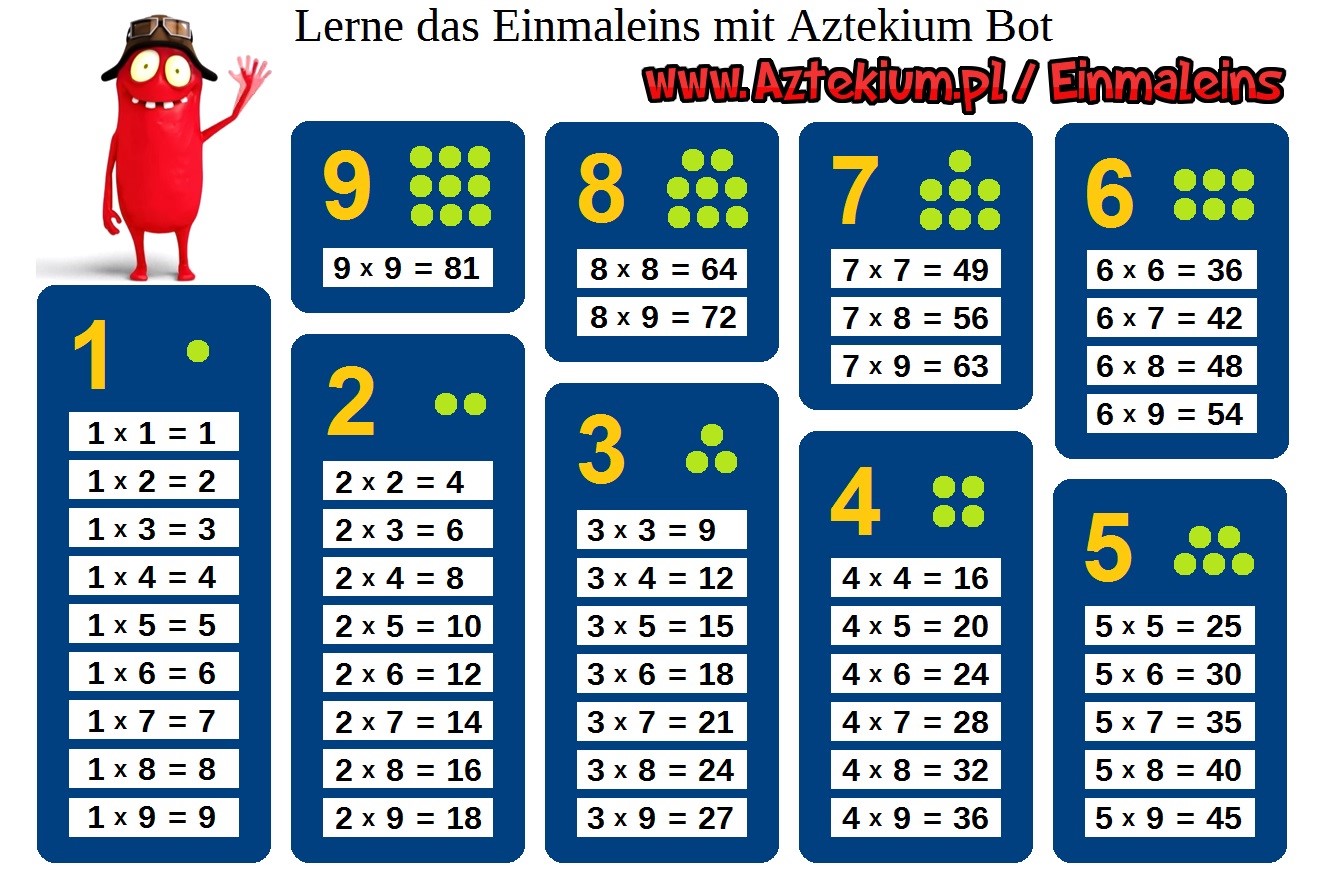 Lerne das Einmaleins mit Aztekium Bot
www.Aztekium.pl / Einmaleins
9
9 x 9 = 81
8
8 x 8 = 64
8 x 9 = 72
7
7 x 7 = 49
7 x 8 = 56
7 x 9 = 63
6
6 x 6 = 36
6 x 7 = 42
6 x 8 = 48
6 x 9 = 54
1
1 x 1 = 1
1 x 2 = 2
1 x 3 = 3
1 x 4 = 4
1 x 5 = 5
1 x 6 = 6
1 x 7 = 7
1 x 8 = 8
1 x 9 = 9
2
2 x 2 = 4
2 x 3 = 6
2 x 4 = 8
2 x 5 = 10
2 x 6 = 12
2 x 7 = 14
2 x 8 = 16
2 x 9 = 18
3
3 x 3 = 9
3 x 4 = 12
3 x 5 = 15
3 x 6 = 18
3 x 7 = 21
3 x 8 = 24
3 x 9 = 27
4
4 x 4 = 16
4 x 5 = 20
4 x 6 = 24
4 x 7 = 28
4 x 8 = 32
4 x 9 = 36
5
5 x 5 = 25
5 x 6 = 30
5 x 7 = 35
5 x 8 = 40
5 x 9 = 45